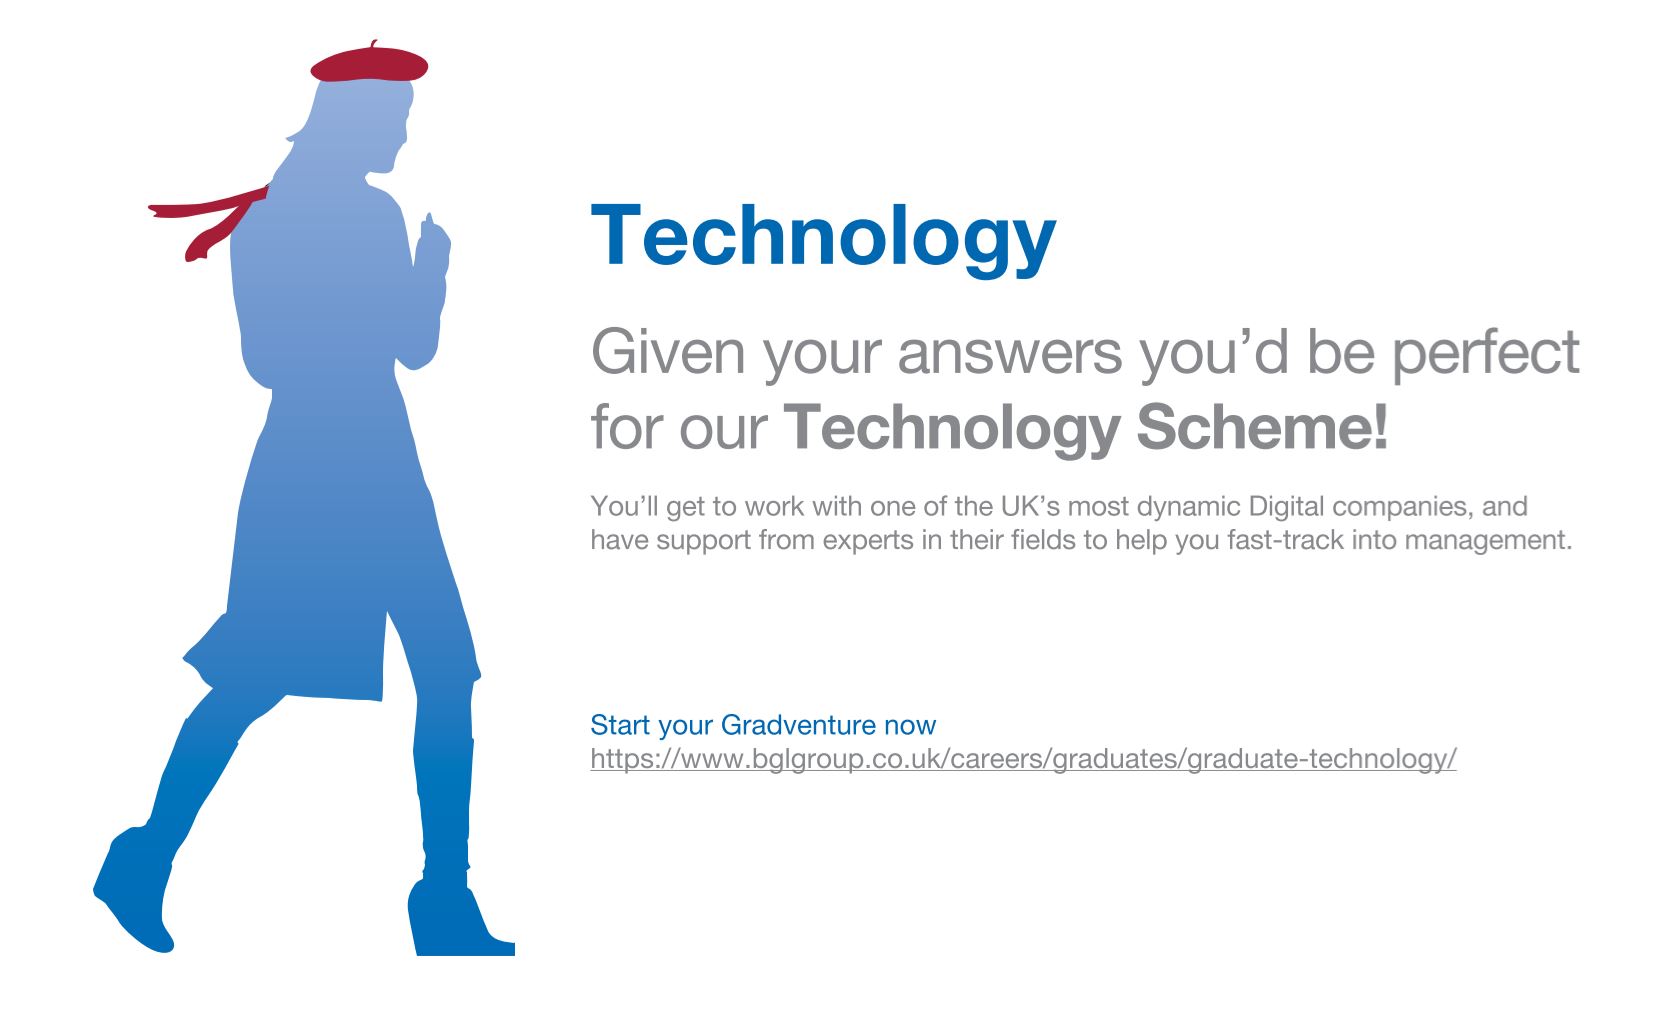 Technology
Given your answers you’d be perfect
for our Technology Scheme!
You’ll get to work with one of the UK’s most dynamic Digital companies, and
have support from experts in their fields to help you fast-track into management.
Start your Gradventure now
https://www.bglgroup.co.uk/careers/graduates/graduate-technology/